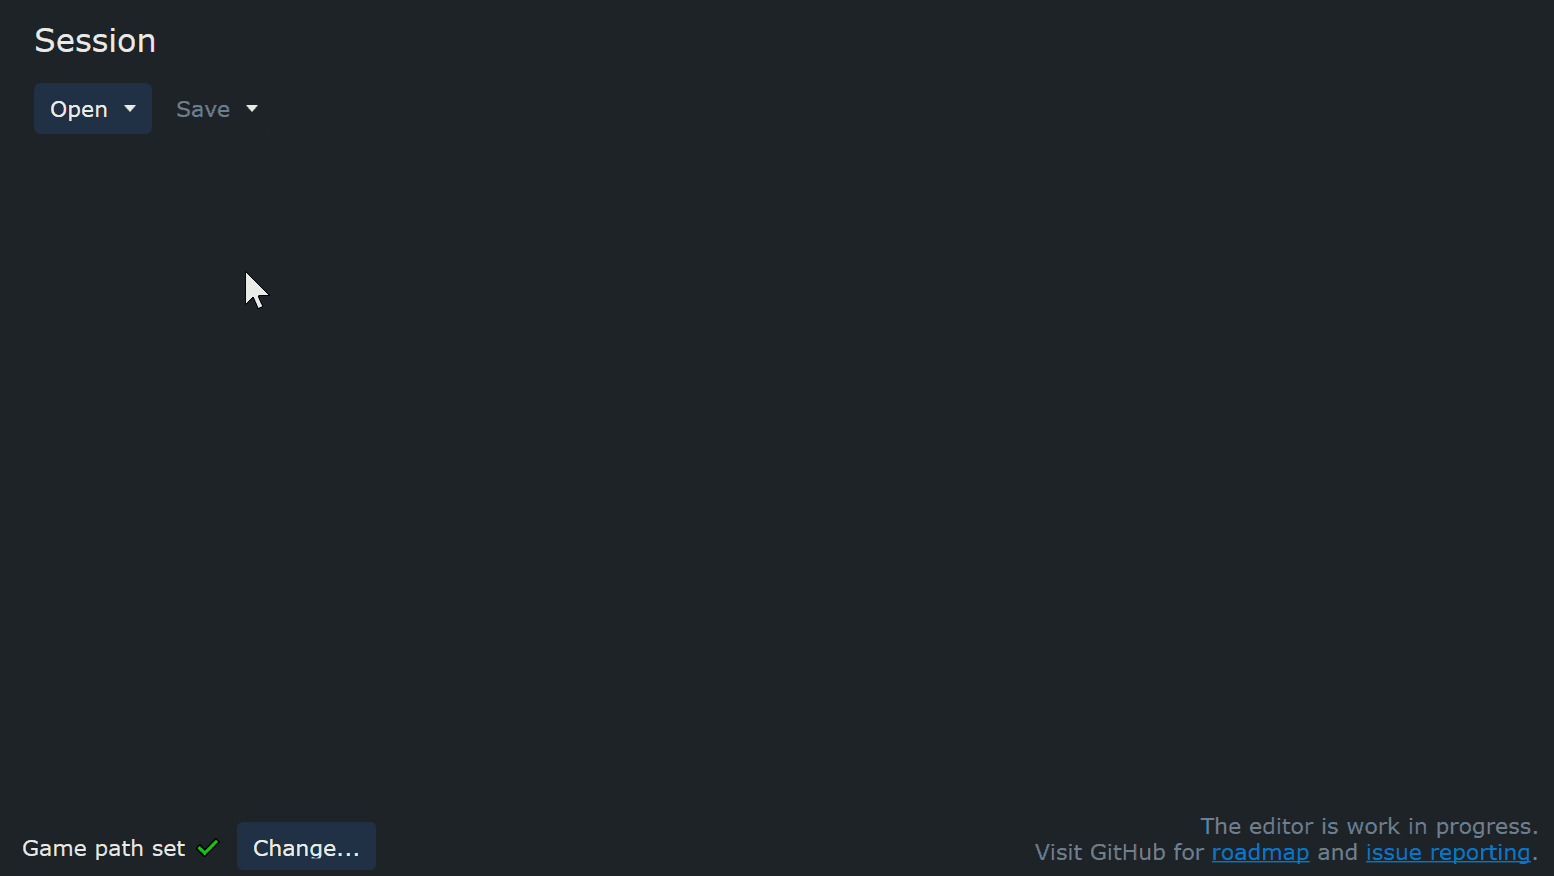 Session
Open Save
Game path set Change...
The editor is work in progress.
Visit GitHub for roadmap and issue reporting.